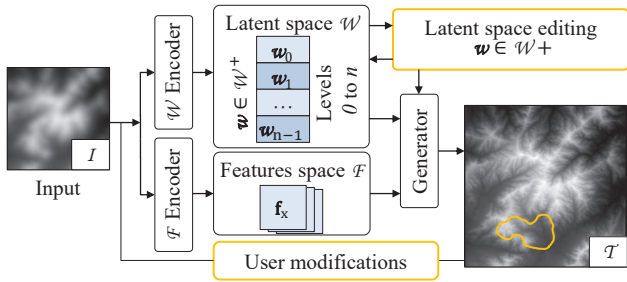 Latent space 𝒲
Latent space editing
𝒘 ∈ 𝒲+
𝒲 Encoder
𝒘 ∈ 𝒲⁺
𝒘₀
𝒘₁
...
𝒘ₙ₋₁
Levels
0 to n
I
Input
Generator
ℱ Encoder
Features space ℱ
𝐟ₓ
User modifications
𝒯